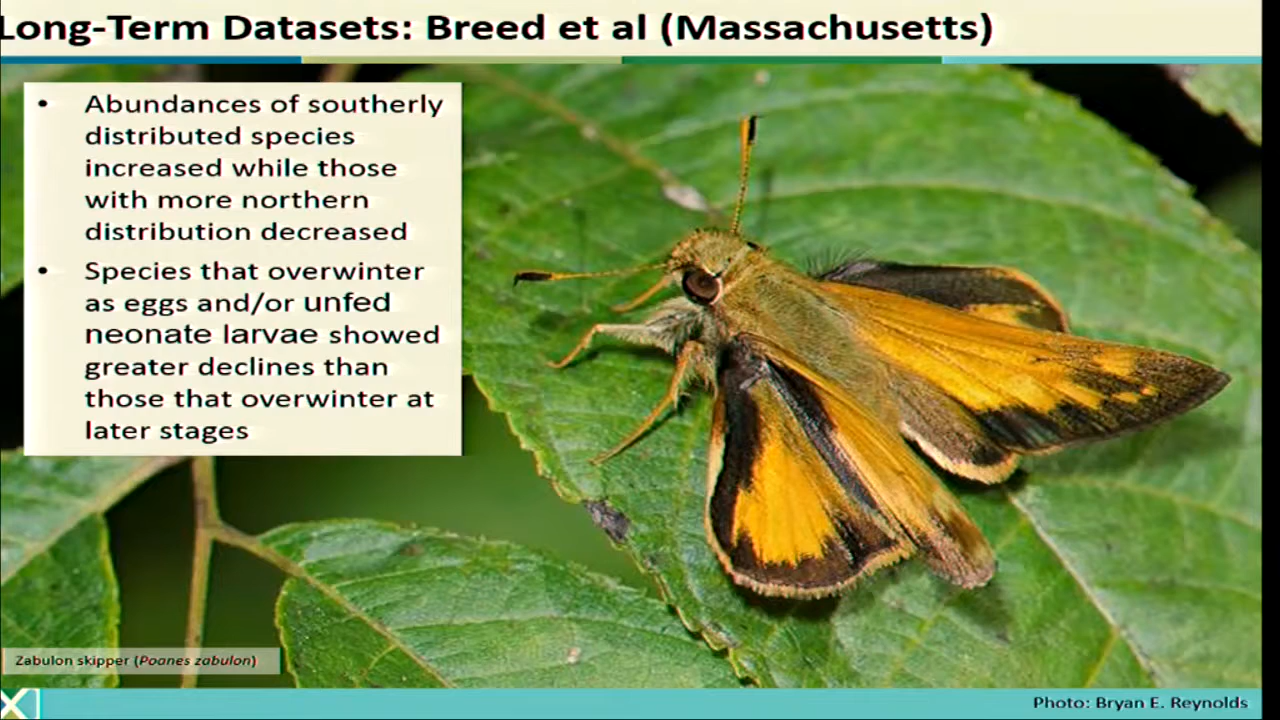 Long-Term Datasets: Breed et al (Massachusetts)
• Abundances of southerly
distributed species
increased while those
with more northern
distribution decreased
• Species that overwinter
as eggs and/or unfed
neonate larvae showed
greater declines than
those that overwinter at
later stages
Zabulon skipper (Poanes zabulon)
Photo: Bryan E. Reynolds